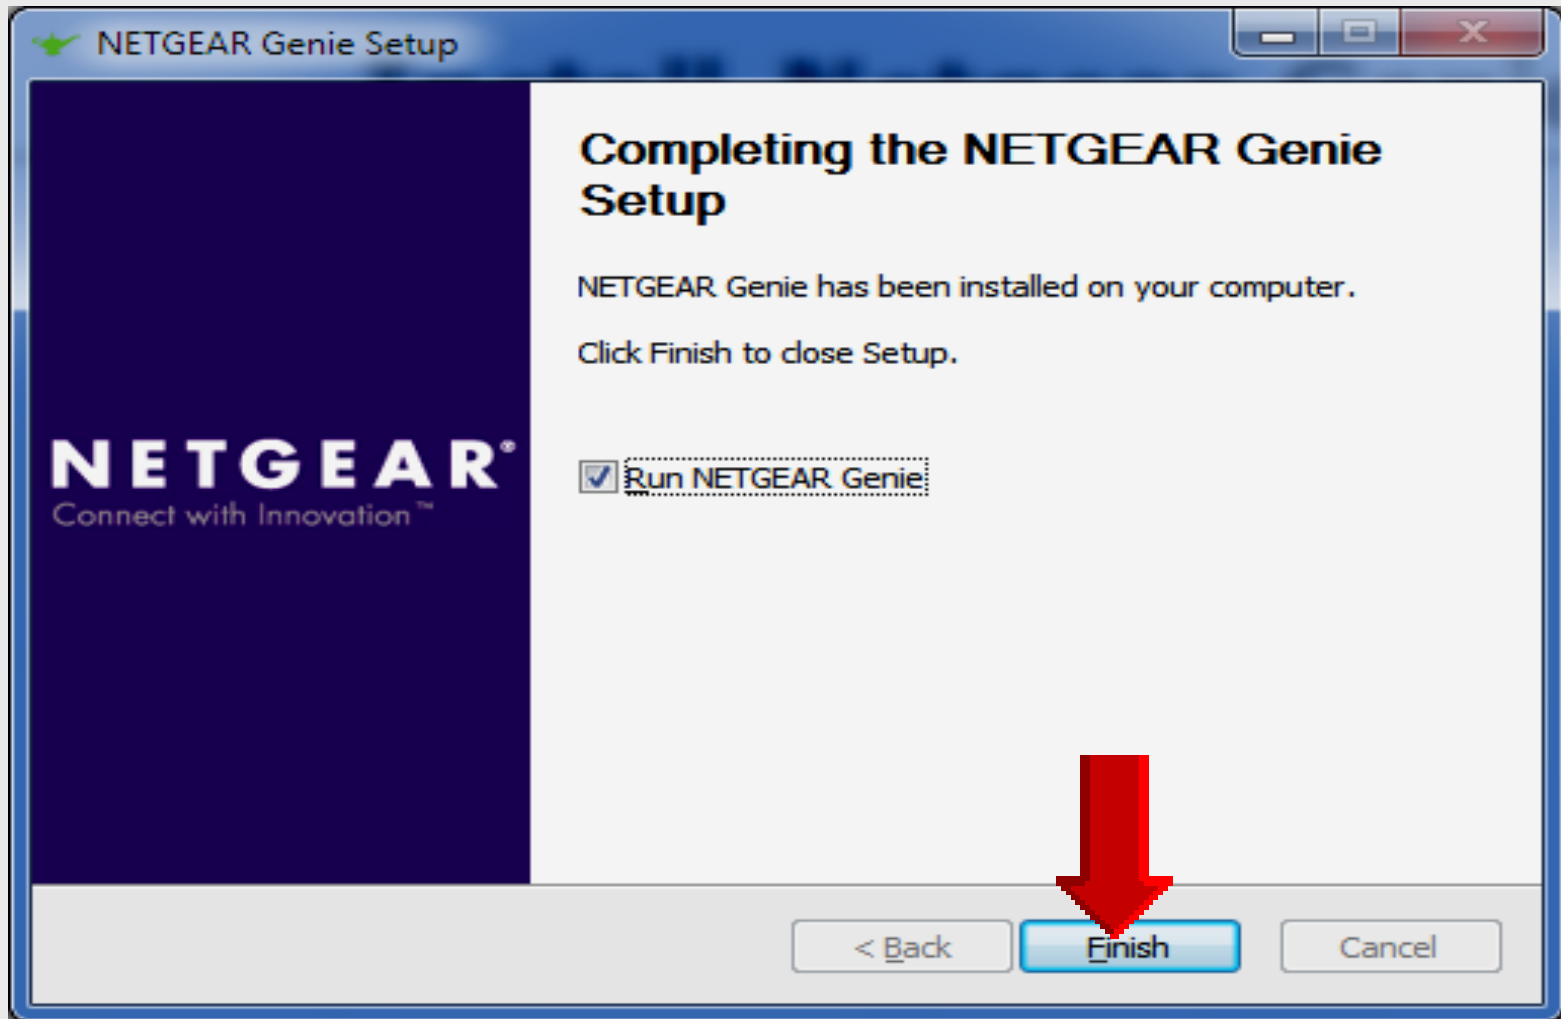 NETGEAR Genie Setup
Completing the NETGEAR Genie
Setup
NETGEAR Genie has been installed on your computer.
Click Finish to close Setup.
NETGEAR®
Connect with Innovation™
Run NETGEAR Genie
< Back
Finish
Cancel